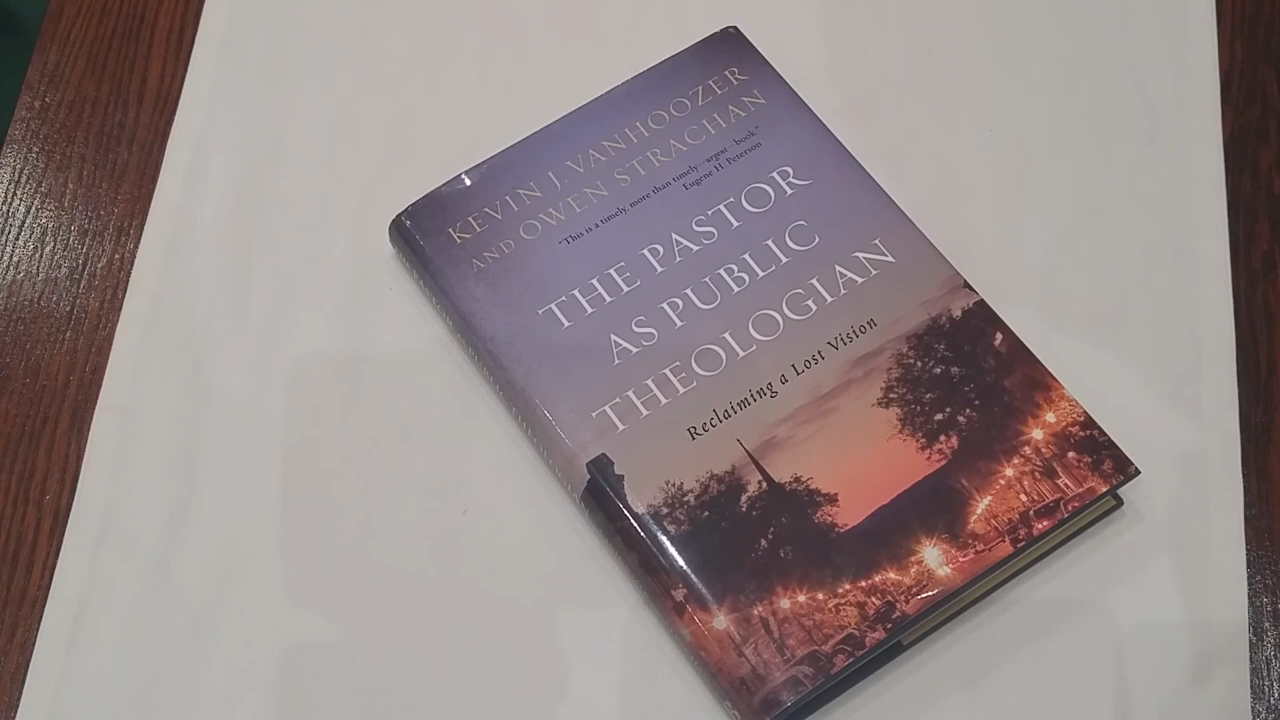 KEVIN J. VANHOOZER
AND OWEN STRACHAN
"This is a timely, more than timely—urgent—book."
Eugene H. Peterson
THE PASTOR
AS PUBLIC
THEOLOGIAN
Reclaiming a Lost Vision